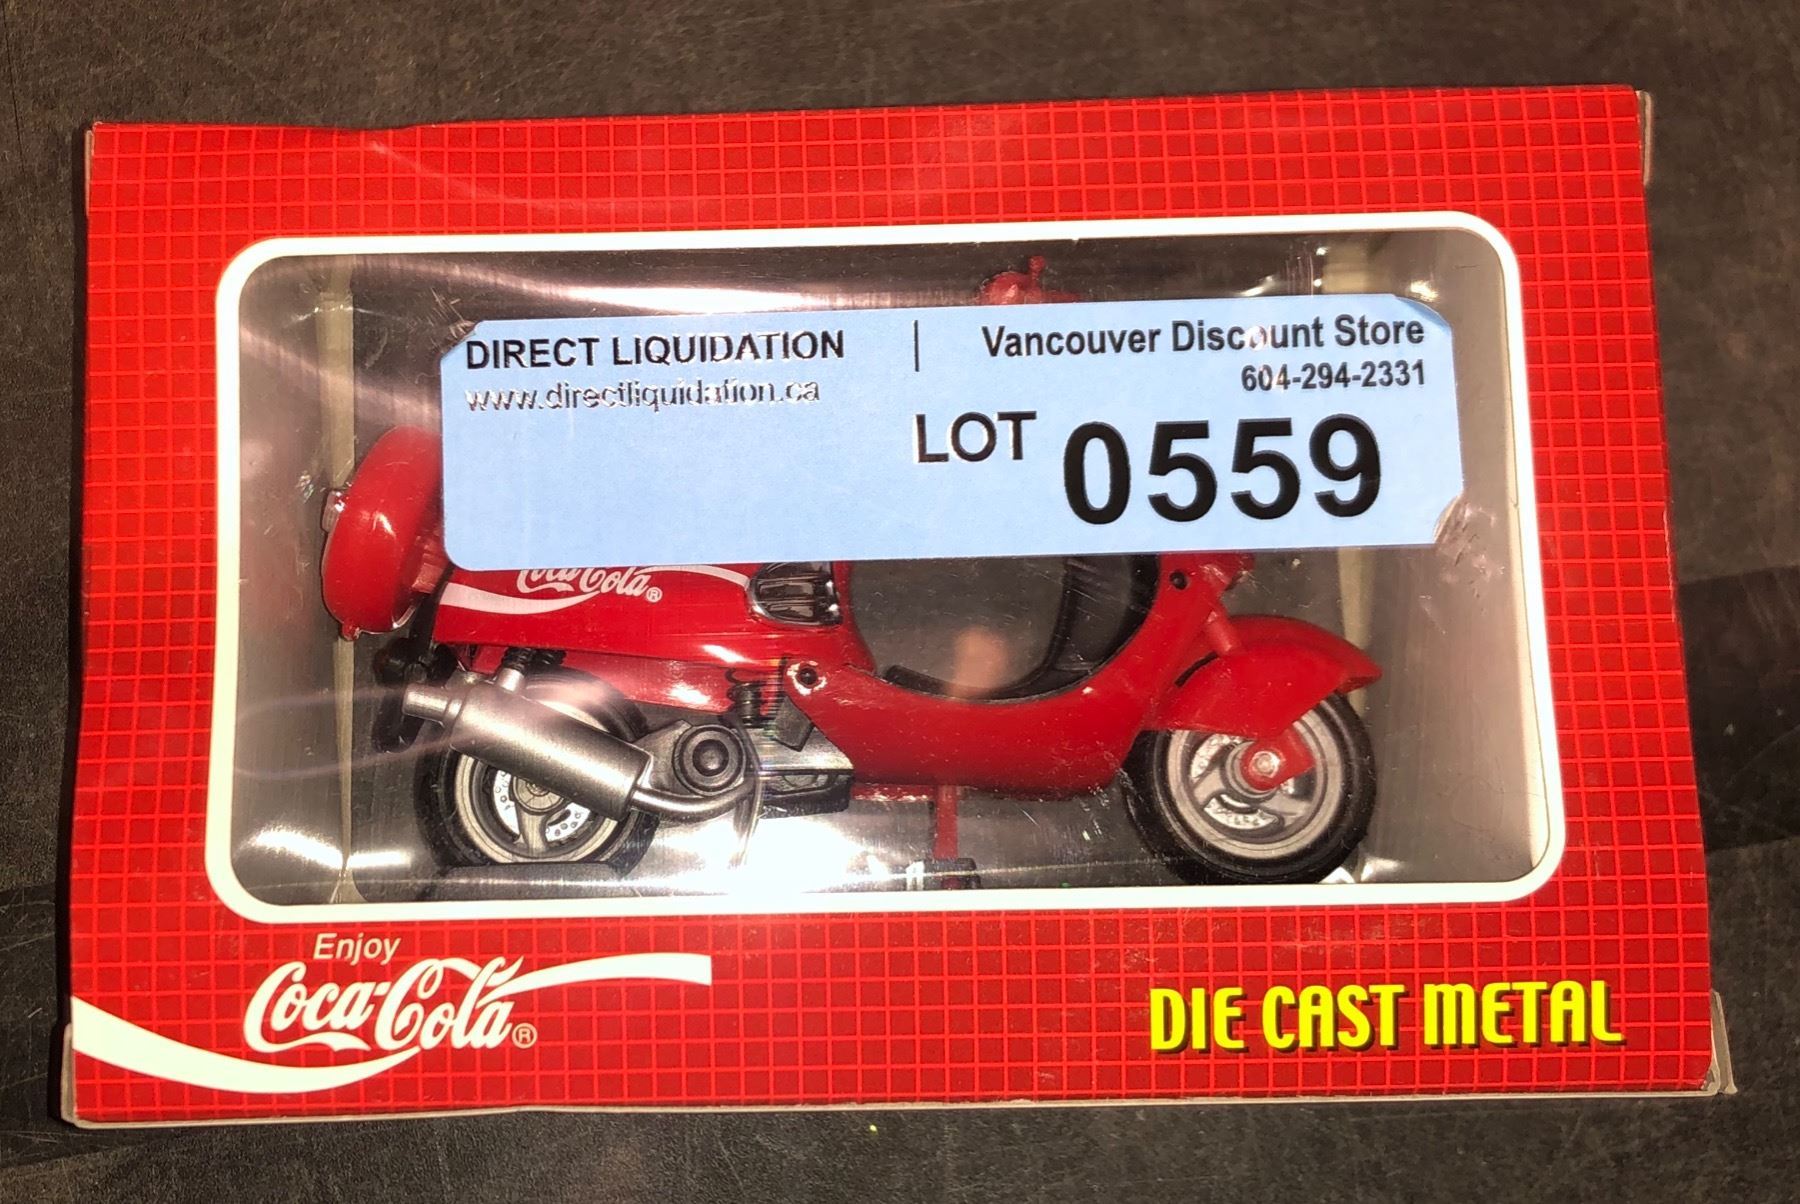 DIRECT LIQUIDATION | Vancouver Discount Store
www.directliquidation.ca
604-294-2331
LOT 0559
Coca-Cola®
Enjoy
Coca-Cola®
DIE CAST METAL